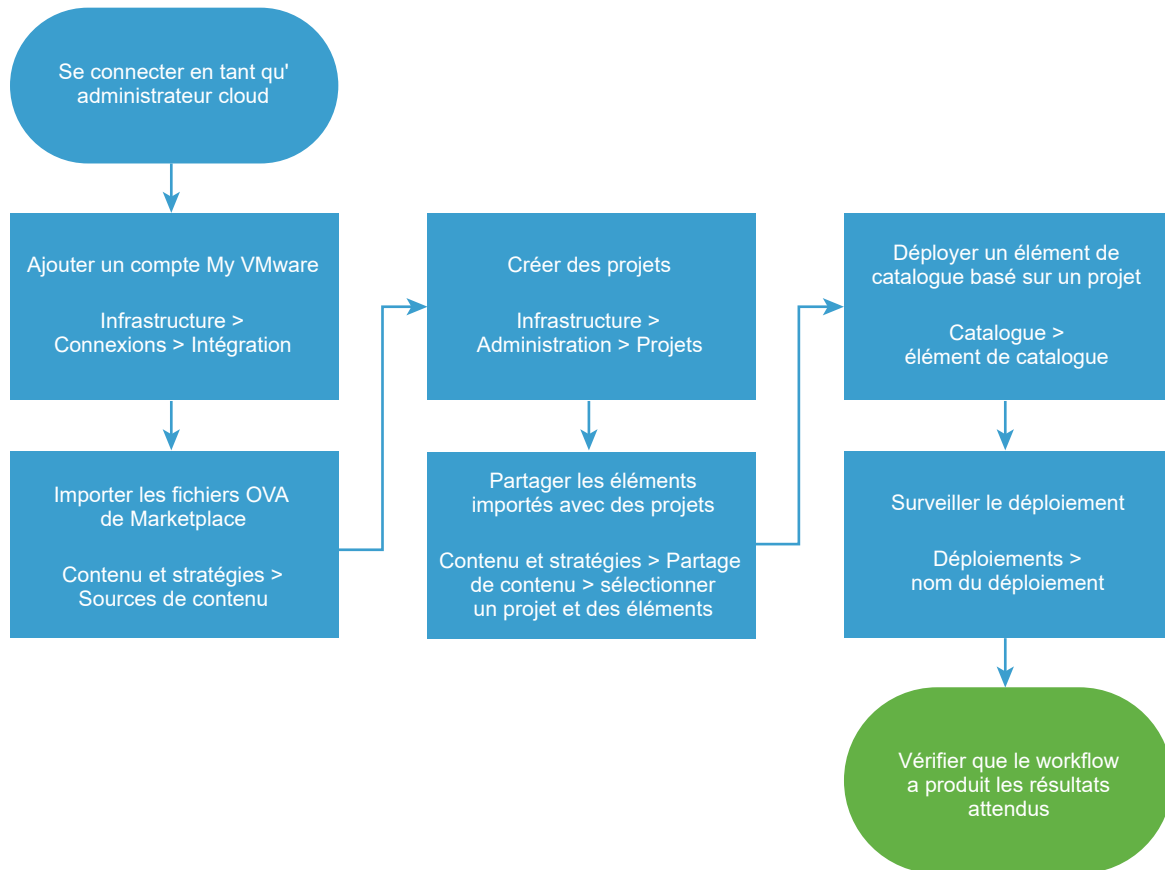 Se connecter en tant qu'
administrateur cloud
Ajouter un compte My VMware
Infrastructure >
Connexions > Intégration
Importer les fichiers OVA
de Marketplace
Contenu et stratégies >
Sources de contenu
Créer des projets
Infrastructure >
Administration > Projets
Partager les éléments
importés avec des projets
Contenu et stratégies > Partage
de contenu > sélectionner
un projet et des éléments
Déployer un élément de
catalogue basé sur un projet
Catalogue >
élément de catalogue
Surveiller le déploiement
Déploiements >
nom du déploiement
Vérifier que le workflow
a produit les résultats
attendus